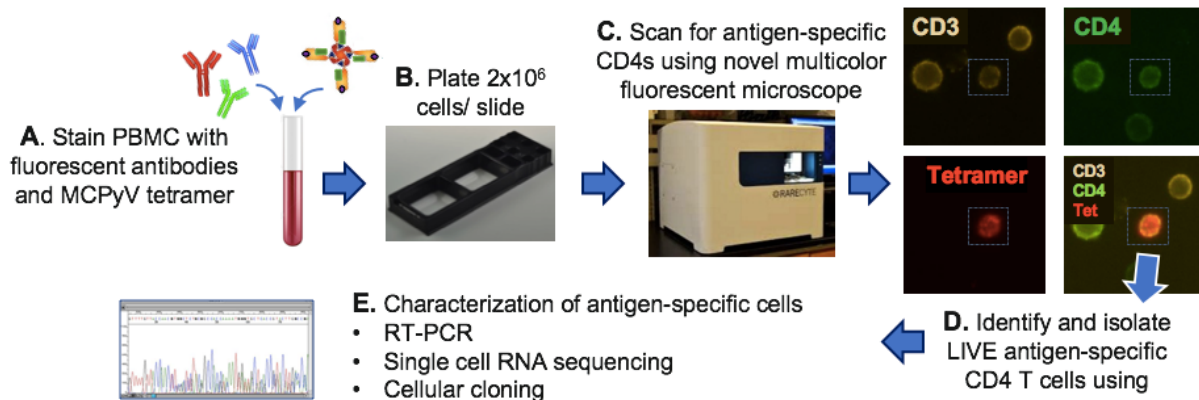 A. Stain PBMC with
fluorescent antibodies
and MCPyV tetramer
B. Plate 2x10⁶
cells/ slide
C. Scan for antigen-specific
CD4s using novel multicolor
fluorescent microscope
RARECYTE
CD3
CD4
Tetramer
CD3
CD4
Tet
D. Identify and isolate
LIVE antigen-specific
CD4 T cells using
E. Characterization of antigen-specific cells
• RT-PCR
• Single cell RNA sequencing
• Cellular cloning